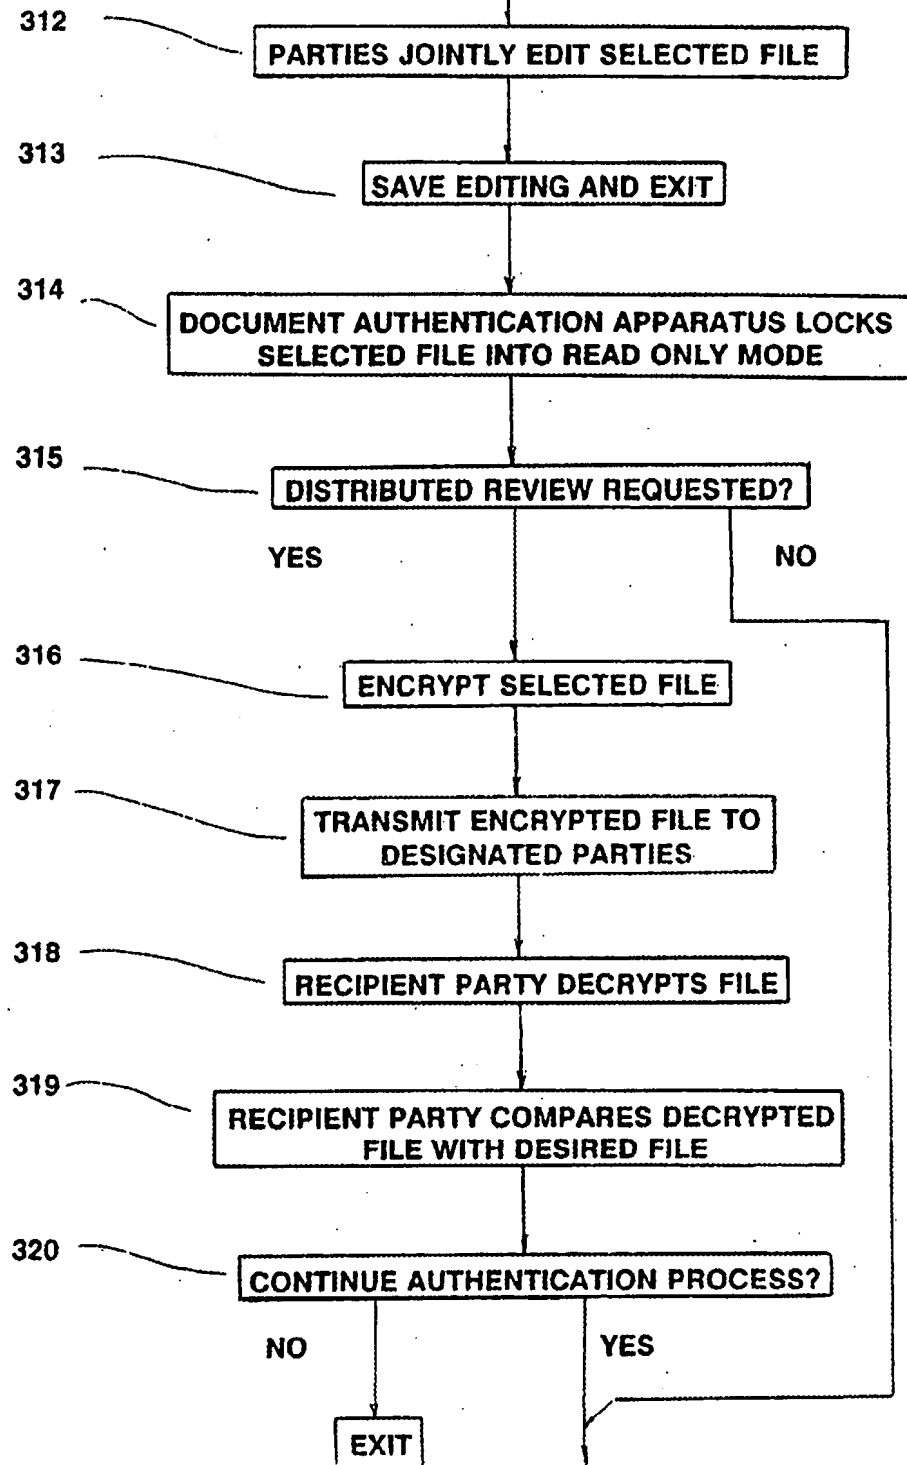 312
PARTIES JOINTLY EDIT SELECTED FILE
313
SAVE EDITING AND EXIT
314
DOCUMENT AUTHENTICATION APPARATUS LOCKS
SELECTED FILE INTO READ ONLY MODE
315
DISTRIBUTED REVIEW REQUESTED?
YES
NO
316
ENCRYPT SELECTED FILE
317
TRANSMIT ENCRYPTED FILE TO
DESIGNATED PARTIES
318
RECIPIENT PARTY DECRYPTS FILE
319
RECIPIENT PARTY COMPARES DECRYPTED
FILE WITH DESIRED FILE
320
CONTINUE AUTHENTICATION PROCESS?
NO
YES
EXIT